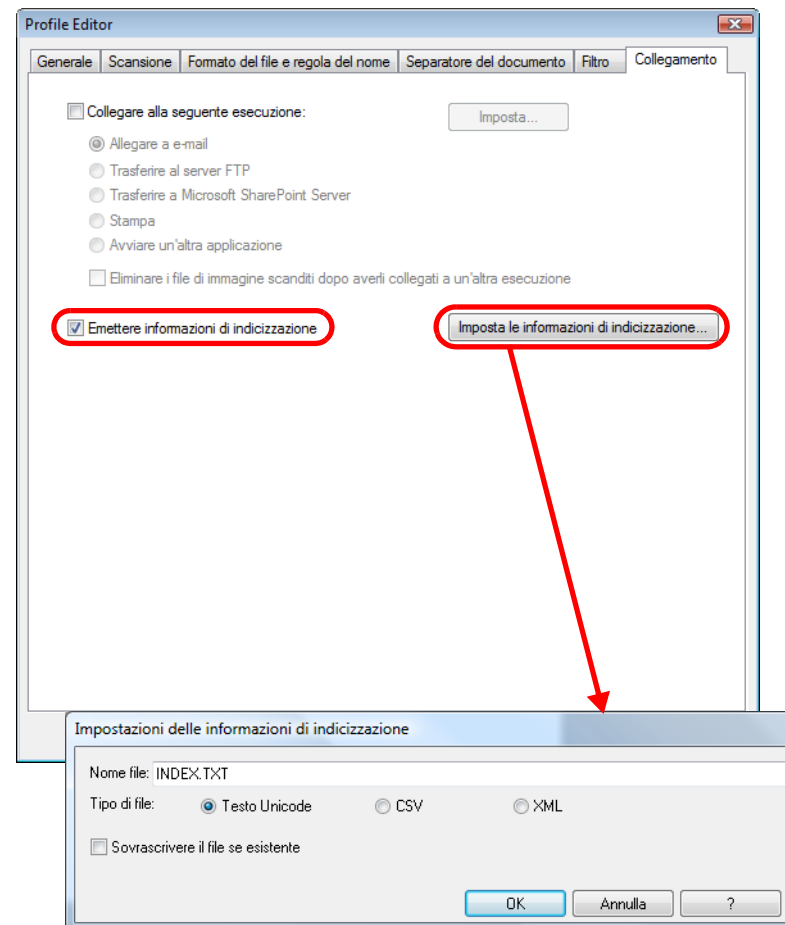 Profile Editor
Generale Scansione Formato del file e regola del nome Separatore del documento Filtro Collegamento
Collegare alla seguente esecuzione: Imposta...
Allegare a e-mail
Trasferire al server FTP
Trasferire a Microsoft SharePoint Server
Stampa
Avviare un'altra applicazione
Eliminare i file di immagine scanditi dopo averli collegati a un'altra esecuzione
Emettere informazioni di indicizzazione Imposta le informazioni di indicizzazione...
Impostazioni delle informazioni di indicizzazione
Nome file: INDEX.TXT
Tipo di file: Testo Unicode CSV XML
Sovrascrivere il file se esistente
OK Annulla ?